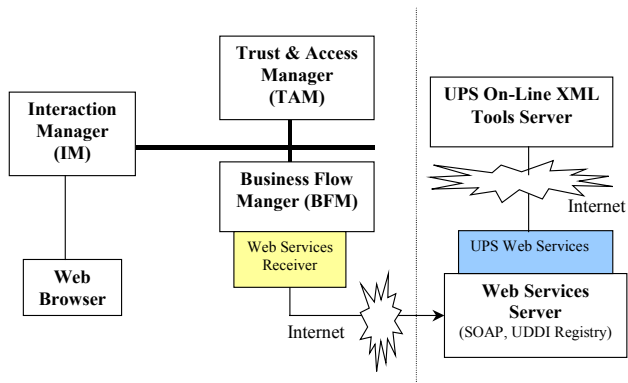 Trust & Access
Manager
(TAM)
UPS On-Line XML
Tools Server
Interaction
Manager
(IM)
Business Flow
Manger (BFM)
Internet
Web Services
Receiver
UPS Web Services
Web
Browser
Web Services
Server
(SOAP, UDDI Registry)
Internet